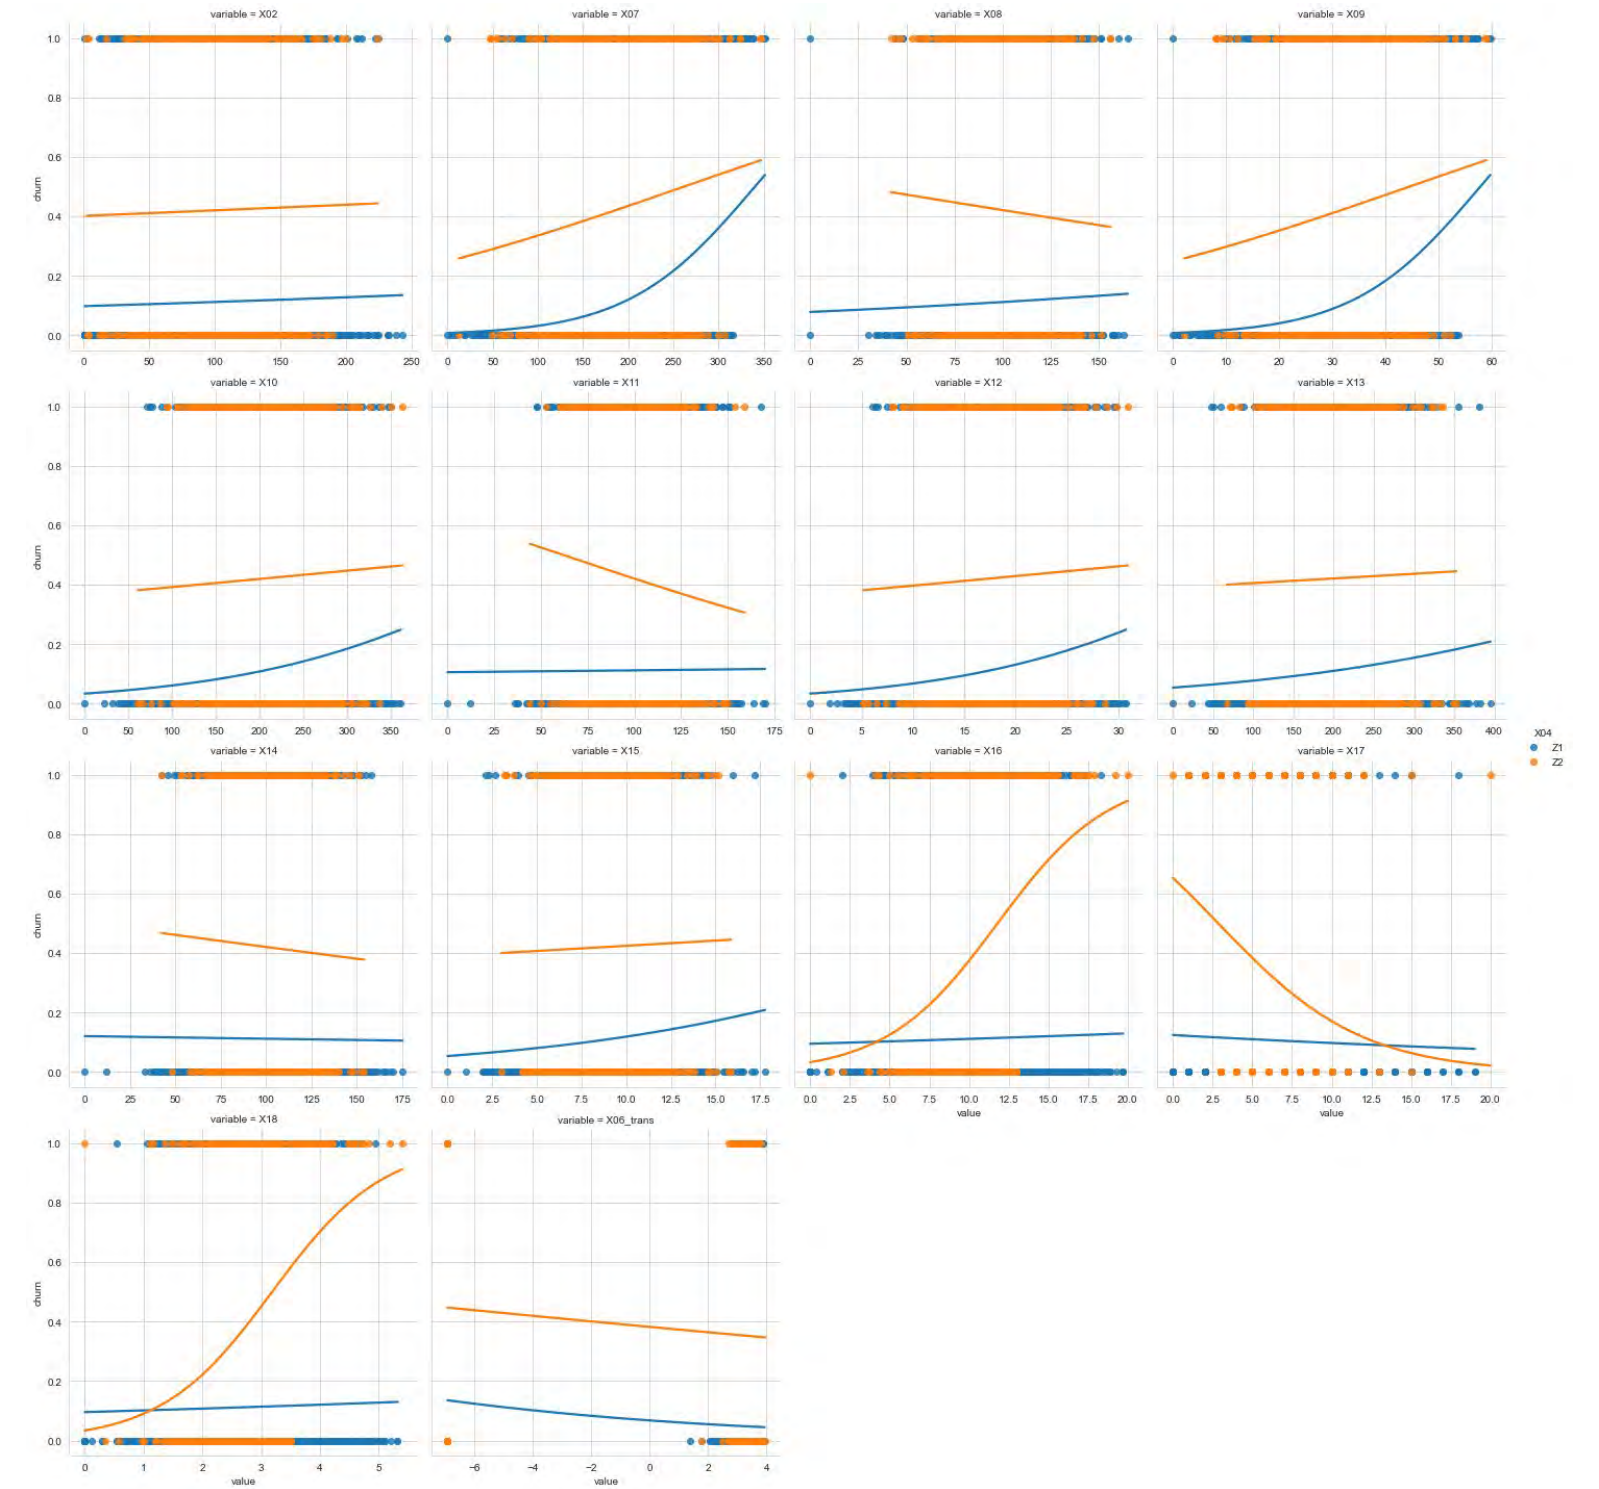 variable = X02 variable = X07 variable = X08 variable = X09
1.0
0.8
0.6
churn
0.4
0.2
0.0
0 50 100 150 200 250 0 50 100 150 200 250 300 350 0 25 50 75 100 125 150 0 10 20 30 40 50 60
variable = X10 variable = X11 variable = X12 variable = X13
1.0
0.8
0.6
churn
0.4
0.2
0.0
0 50 100 150 200 250 300 350 0 25 50 75 100 125 150 175 0 5 10 15 20 25 30 0 50 100 150 200 250 300 350 400
X04
Z1
Z2
variable = X14 variable = X15 variable = X16 variable = X17
1.0
0.8
0.6
churn
0.4
0.2
0.0
0 25 50 75 100 125 150 175 0.0 2.5 5.0 7.5 10.0 12.5 15.0 17.5 0.0 2.5 5.0 7.5 10.0 12.5 15.0 17.5 20.0 0.0 2.5 5.0 7.5 10.0 12.5 15.0 17.5 20.0
value value
variable = X18 variable = X06_trans
1.0
0.8
0.6
churn
0.4
0.2
0.0
0 1 2 3 4 5 −6 −4 −2 0 2 4
value value